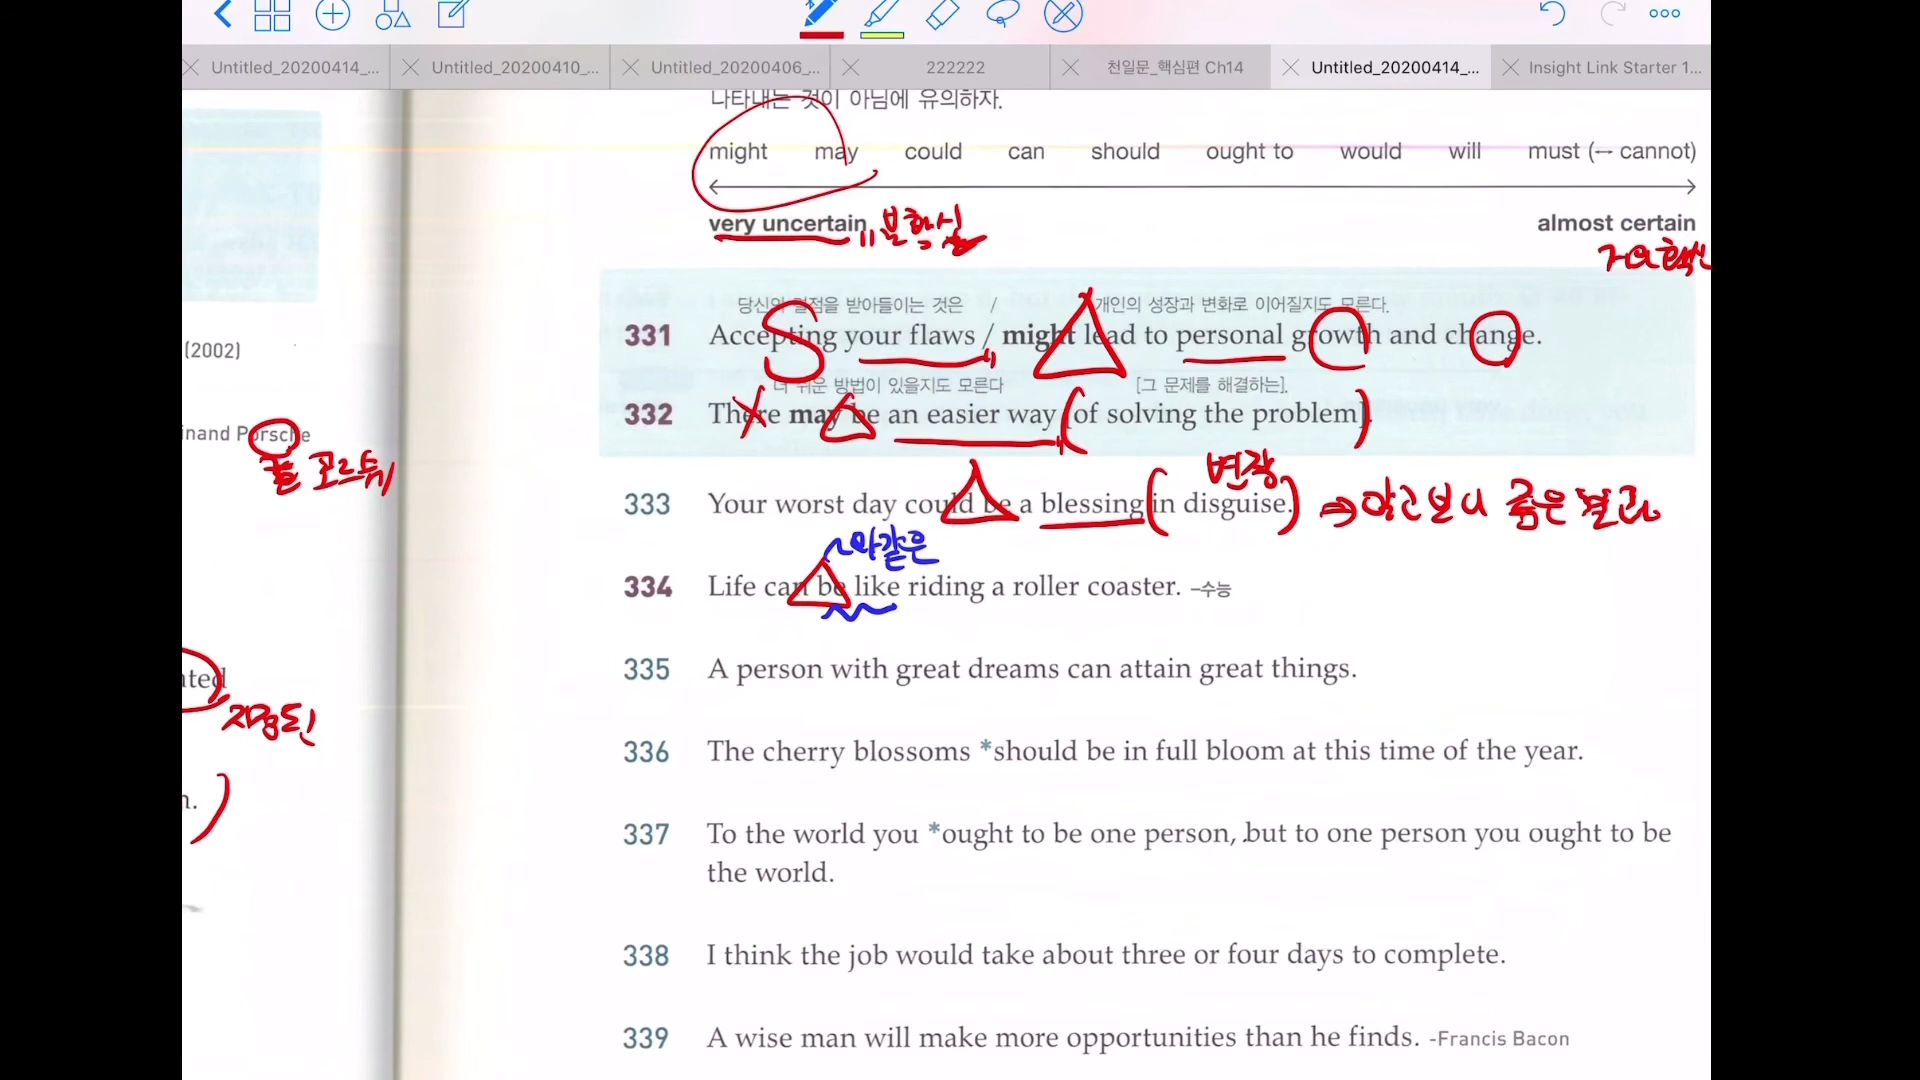 Untitled_20200414_...
Untitled_20200410_...
Untitled_20200406_...
222222
천일문_핵심편 Ch14
Untitled_20200414_...
Insight Link Starter 1...
나타내는 것이 아님에 유의하자.
might may could can should ought to would will must (↔ cannot)
very uncertain 불확실
almost certain
거의 확신
당신의 결점을 받아들이는 것은 / 개인의 성장과 변화로 이어질지도 모른다.
331 Accepting your flaws / might lead to personal growth and change.
S
더 쉬운 방법이 있을지도 모른다 [그 문제를 해결하는].
332 There may be an easier way [of solving the problem].
변장
333 Your worst day could be a blessing in disguise. ⇒ 알고보니 좋은 결과
~와같은
334 Life can be like riding a roller coaster. –수능
335 A person with great dreams can attain great things.
336 The cherry blossoms *should be in full bloom at this time of the year.
337 To the world you *ought to be one person, but to one person you ought to be
the world.
338 I think the job would take about three or four days to complete.
339 A wise man will make more opportunities than he finds. -Francis Bacon
(2002)
inand Porsche
포르쉐
ated
n.